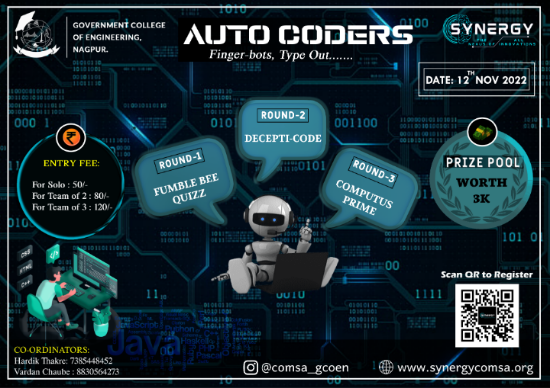 GOVERNMENT COLLEGE
OF ENGINEERING,
NAGPUR.
AUTO CODERS
Finger-bots, Type Out.......
SYNERGY
DATE: 12TH NOV 2022
ENTRY FEE:
For Solo : 50/-
For Team of 2 : 80/-
For Team of 3 : 120/-
ROUND-1
FUMBLE BEE
QUIZZ
ROUND-2
DECEPTI-CODE
ROUND-3
COMPUTUS
PRIME
PRIZE POOL
WORTH
3K
CSS
HTML
C++
</>
Java
Scan QR to Register
CO-ORDINATORS:
Hardik Thakre: 7385448452
Vardan Chaube : 8830564273
@comsa_gcoen
www.synergycomsa.org